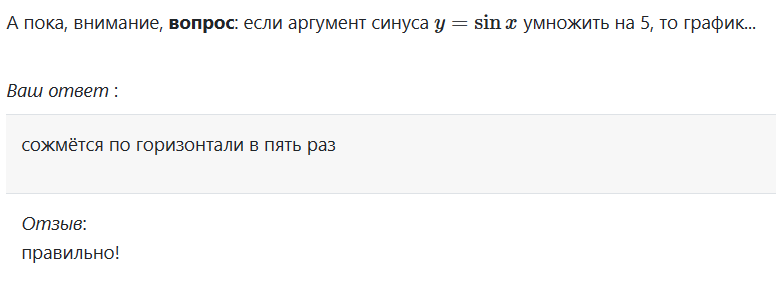 А пока, внимание, вопрос: если аргумент синуса y = sin x умножить на 5, то график...
Ваш ответ :
сожмётся по горизонтали в пять раз
Отзыв:
правильно!